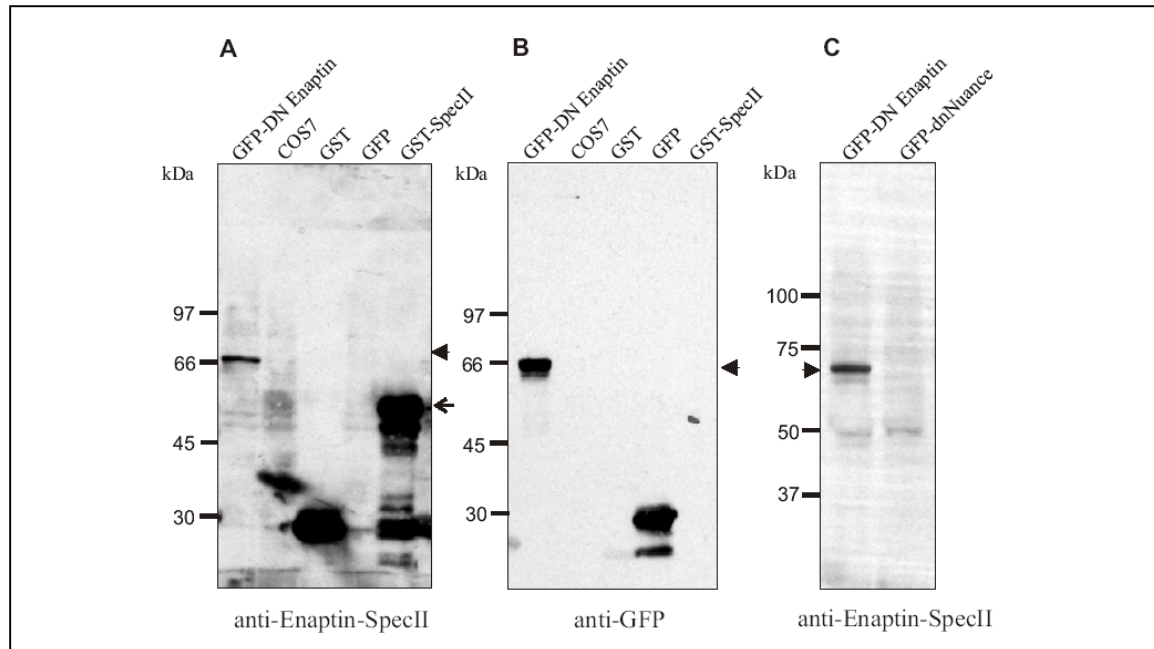 A
GFP-DN Enaptin
COS7
GST
GFP
GST-SpecII
kDa
97
66
45
30
anti-Enaptin-SpecII
B
GFP-DN Enaptin
COS7
GST
GFP
GST-SpecII
kDa
97
66
45
30
anti-GFP
C
GFP-DN Enaptin
GFP-dnNuance
kDa
100
75
50
37
anti-Enaptin-SpecII